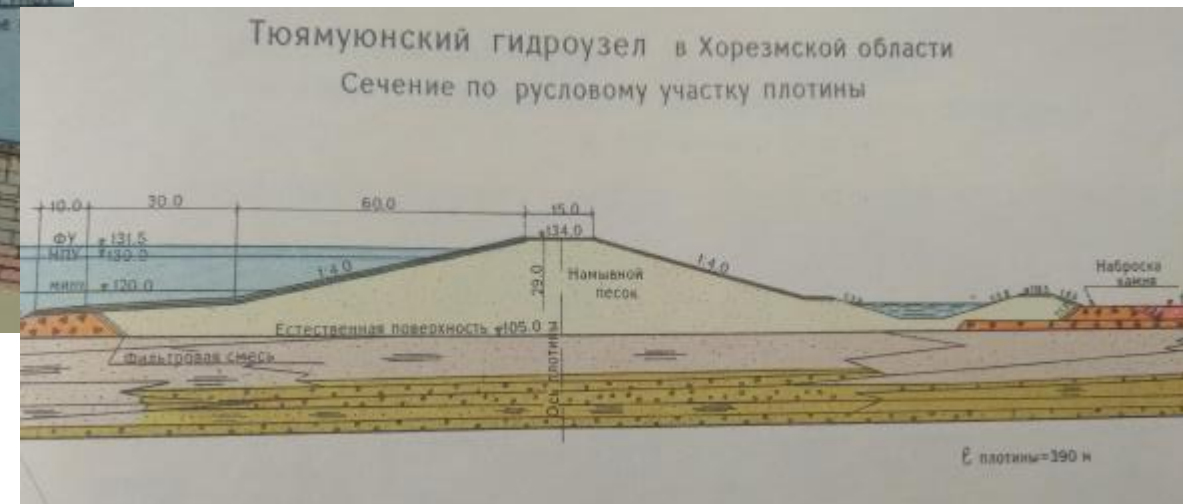 Тюямуюнский гидроузел в Хорезмской области
Сечение по русловому участку плотины
10.0 30.0 60.0 15.0
ФУ 131.5
НПУ 130.0
120.0
134.0
1:4.0
29.0
Намывной
песок
1:4.0
Наброска
камня
Естественная поверхность 105.0 м
Фильтровая смесь
Ось плотины
ℓ плотины=390 м